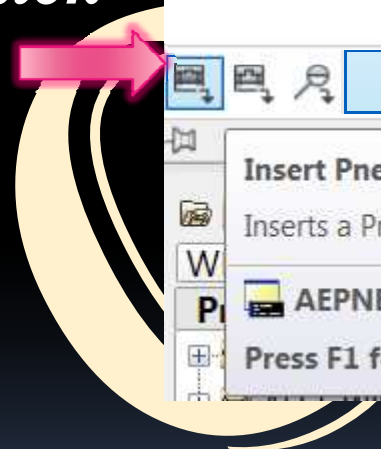 Insert Pne
Inserts a Pr
W
AEPNE
Pr
Press F1 f